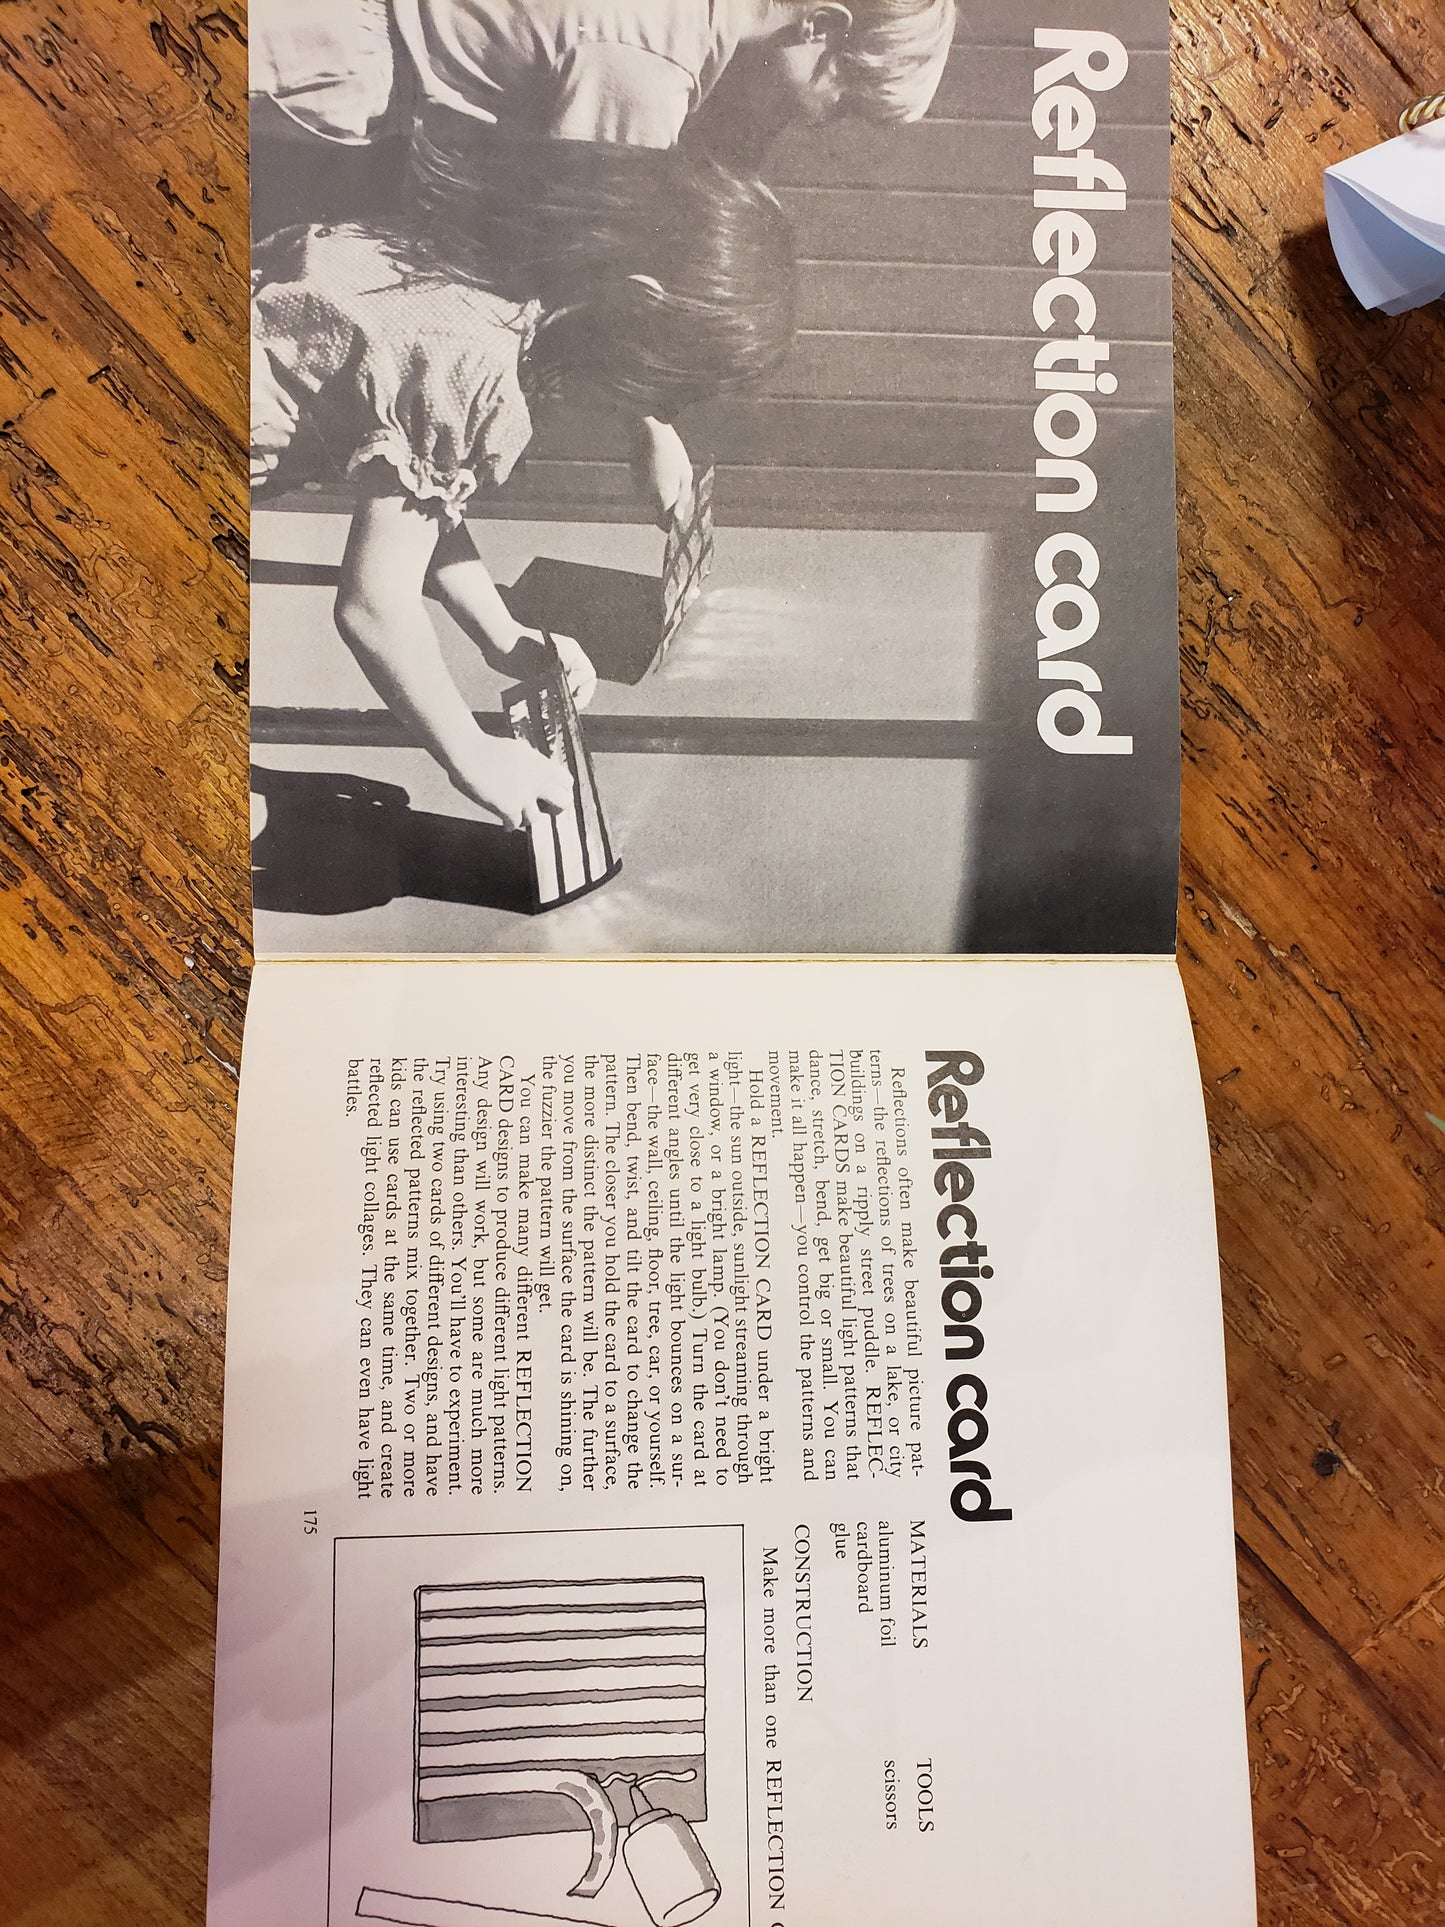 Reflection card
Reflection card
Reflections often make beautiful picture pat-
terns—the reflections of trees on a lake, or city
buildings on a ripply street puddle. REFLEC-
TION CARDS make beautiful light patterns that
dance, stretch, bend, get big or small. You can
make it all happen—you control the patterns and
movement.
Hold a REFLECTION CARD under a bright
light—the sun outside, sunlight streaming through
a window, or a bright lamp. (You don't need to
get very close to a light bulb.) Turn the card at
different angles until the light bounces on a sur-
face—the wall, ceiling, floor, tree, car, or yourself.
Then bend, twist, and tilt the card to change the
pattern. The closer you hold the card to a surface,
the more distinct the pattern will be. The further
you move from the surface the card is shining on,
the fuzzier the pattern will get.
You can make many different REFLECTION
CARD designs to produce different light patterns.
Any design will work, but some are much more
interesting than others. You'll have to experiment.
Try using two cards of different designs, and have
the reflected patterns mix together. Two or more
kids can use cards at the same time, and create
reflected light collages. They can even have light
battles.
175
MATERIALS
aluminum foil
cardboard
glue
TOOLS
scissors
CONSTRUCTION
Make more than one REFLECTION